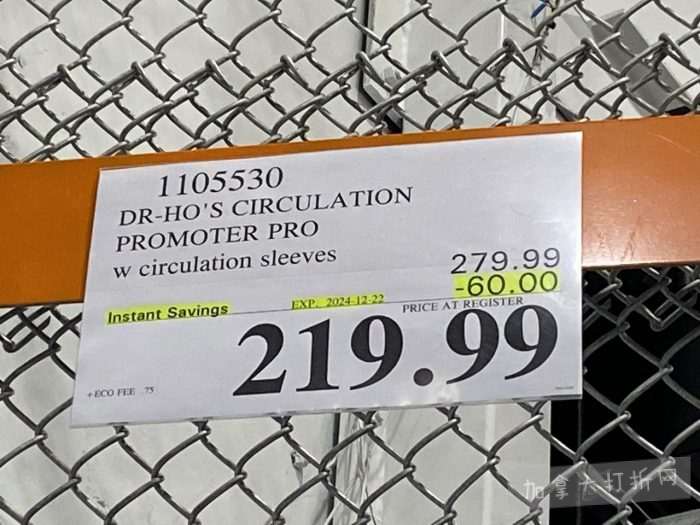 1105530
DR-HO'S CIRCULATION
PROMOTER PRO
w circulation sleeves
279.99
-60.00
Instant Savings EXP. 2024-12-22 PRICE AT REGISTER
219.99
+ECO FEE .75
加拿大打折网